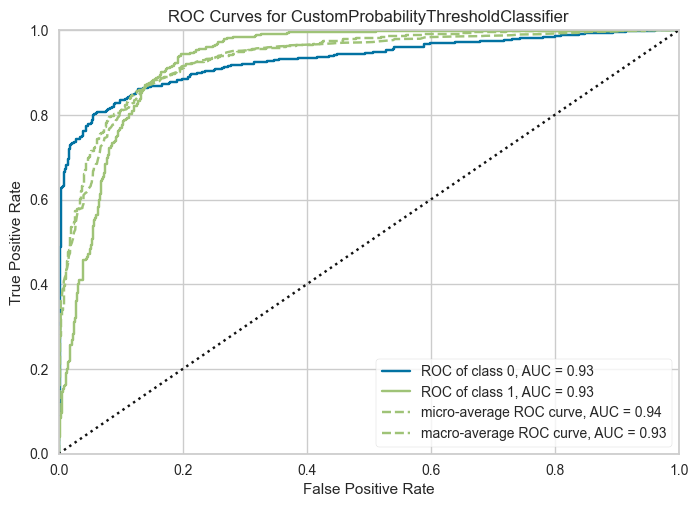 ROC Curves for CustomProbabilityThresholdClassifier
1.0
0.8
0.6
0.4
0.2
0.0
True Positive Rate
ROC of class 0, AUC = 0.93
ROC of class 1, AUC = 0.93
micro-average ROC curve, AUC = 0.94
macro-average ROC curve, AUC = 0.93
0.0 0.2 0.4 0.6 0.8 1.0
False Positive Rate